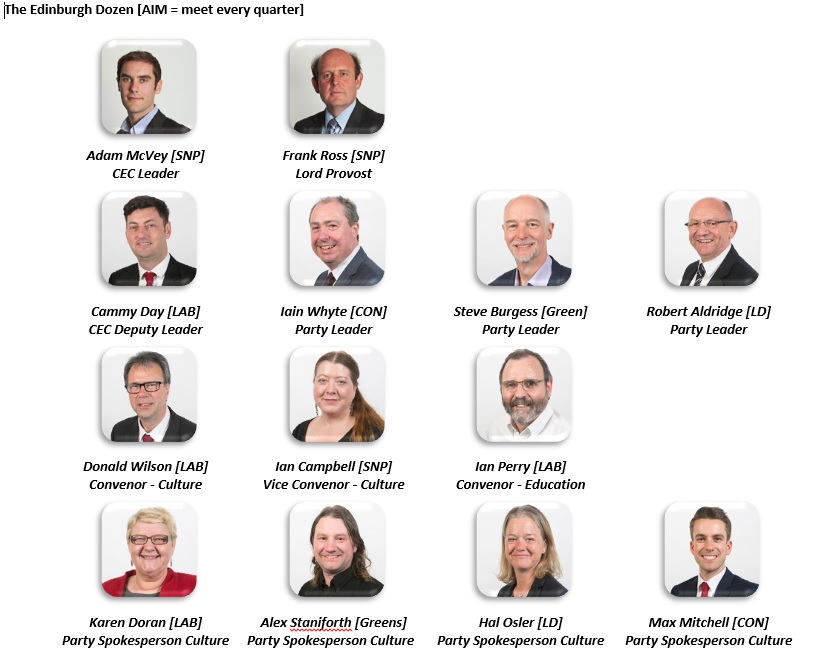 The Edinburgh Dozen [AIM = meet every quarter]
Adam McVey [SNP]
CEC Leader
Frank Ross [SNP]
Lord Provost
Cammy Day [LAB]
CEC Deputy Leader
Iain Whyte [CON]
Party Leader
Steve Burgess [Green]
Party Leader
Robert Aldridge [LD]
Party Leader
Donald Wilson [LAB]
Convenor - Culture
Ian Campbell [SNP]
Vice Convenor - Culture
Ian Perry [LAB]
Convenor - Education
Karen Doran [LAB]
Party Spokesperson Culture
Alex Staniforth [Greens]
Party Spokesperson Culture
Hal Osler [LD]
Party Spokesperson Culture
Max Mitchell [CON]
Party Spokesperson Culture